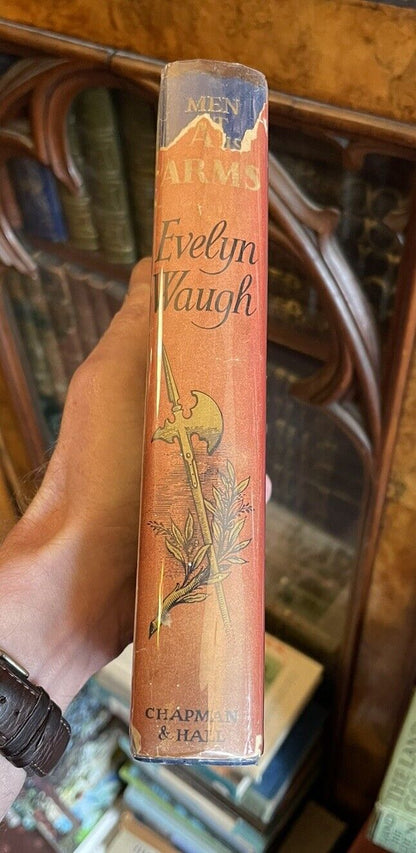 MEN
AT
ARMS
Evelyn
Waugh
CHAPMAN
& HALL